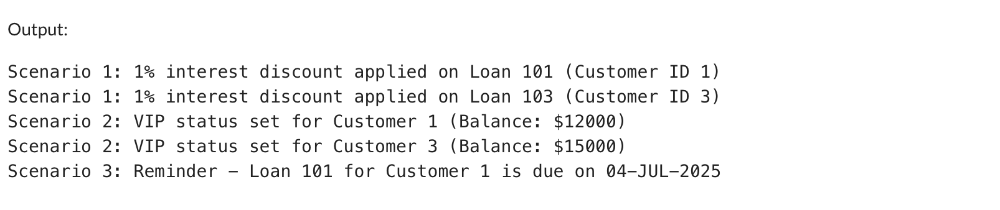 Output:
Scenario 1: 1% interest discount applied on Loan 101 (Customer ID 1)
Scenario 1: 1% interest discount applied on Loan 103 (Customer ID 3)
Scenario 2: VIP status set for Customer 1 (Balance: $12000)
Scenario 2: VIP status set for Customer 3 (Balance: $15000)
Scenario 3: Reminder – Loan 101 for Customer 1 is due on 04–JUL–2025